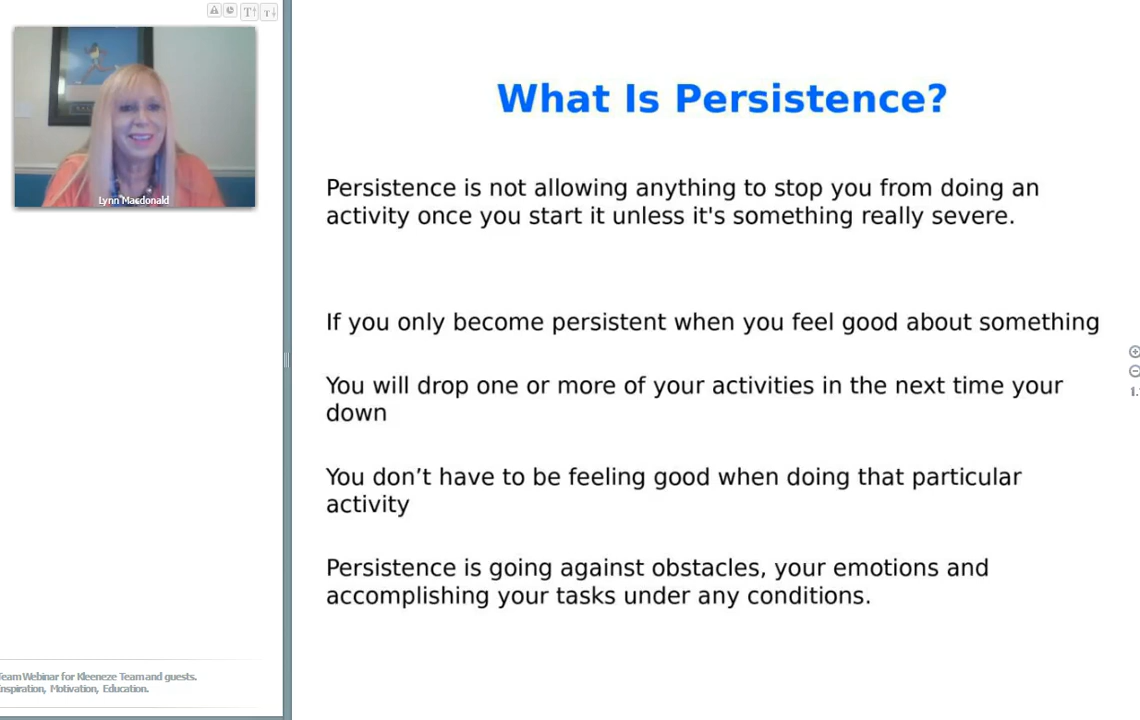 Lynn Macdonald
What Is Persistence?
Persistence is not allowing anything to stop you from doing an
activity once you start it unless it's something really severe.
If you only become persistent when you feel good about something
You will drop one or more of your activities in the next time your
down
You don’t have to be feeling good when doing that particular
activity
Persistence is going against obstacles, your emotions and
accomplishing your tasks under any conditions.
Team Webinar for Kleeneze Team and guests.
Inspiration, Motivation, Education.